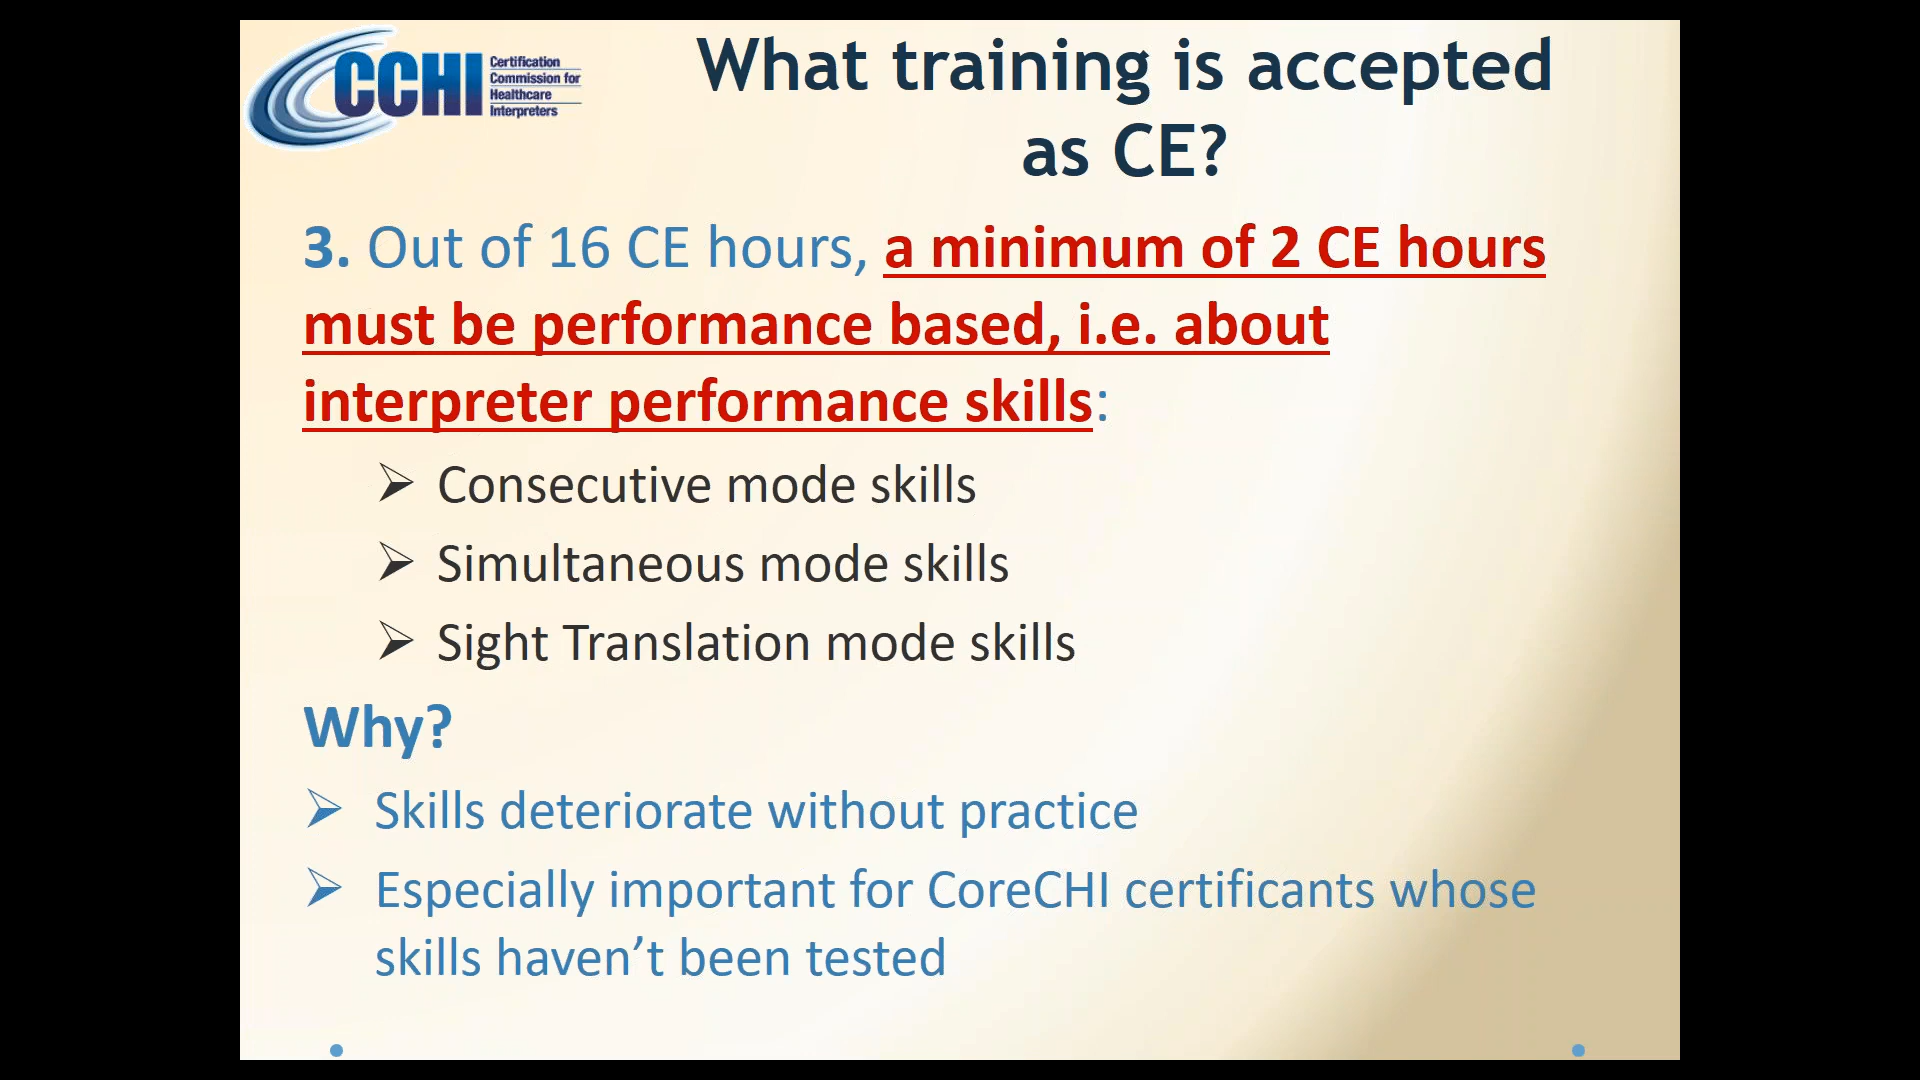 CCHI
Certification
Commission for
Healthcare
Interpreters
What training is accepted
as CE?
3. Out of 16 CE hours, a minimum of 2 CE hours
must be performance based, i.e. about
interpreter performance skills:
Consecutive mode skills
Simultaneous mode skills
Sight Translation mode skills
Why?
Skills deteriorate without practice
Especially important for CoreCHI certificants whose
skills haven’t been tested